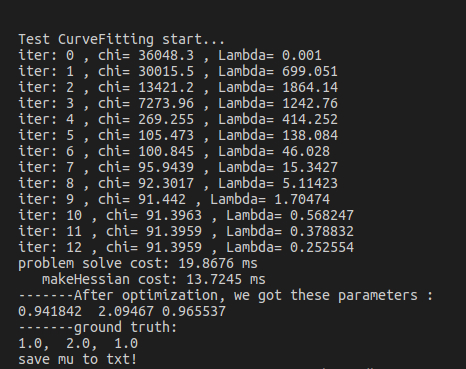 Test CurveFitting start...
iter: 0 , chi= 36048.3 , Lambda= 0.001
iter: 1 , chi= 30015.5 , Lambda= 699.051
iter: 2 , chi= 13421.2 , Lambda= 1864.14
iter: 3 , chi= 7273.96 , Lambda= 1242.76
iter: 4 , chi= 269.255 , Lambda= 414.252
iter: 5 , chi= 105.473 , Lambda= 138.084
iter: 6 , chi= 100.845 , Lambda= 46.028
iter: 7 , chi= 95.9439 , Lambda= 15.3427
iter: 8 , chi= 92.3017 , Lambda= 5.11423
iter: 9 , chi= 91.442 , Lambda= 1.70474
iter: 10 , chi= 91.3963 , Lambda= 0.568247
iter: 11 , chi= 91.3959 , Lambda= 0.378832
iter: 12 , chi= 91.3959 , Lambda= 0.252554
problem solve cost: 19.8676 ms
   makeHessian cost: 13.7245 ms
-------After optimization, we got these parameters :
0.941842  2.09467 0.965537
-------ground truth:
1.0,  2.0,  1.0
save mu to txt!